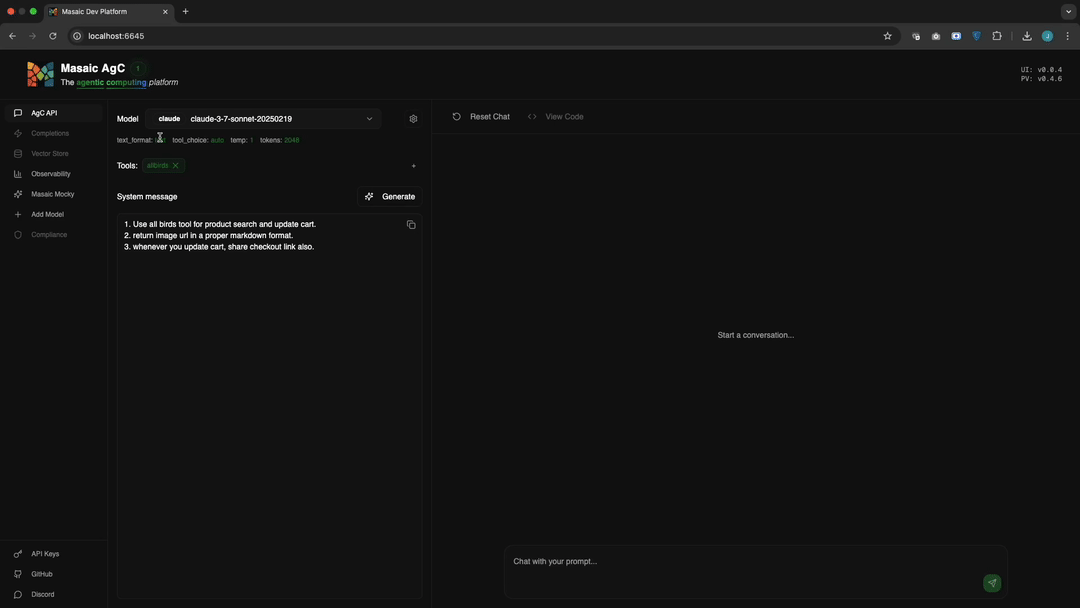 Masaic Dev Platform
localhost:6645
J
Masaic AgC 1
The agentic computing platform
UI: v0.0.4
PV: v0.4.6
AgC API
Completions
Vector Store
Observability
Masaic Mocky
Add Model
Compliance
API Keys
GitHub
Discord
Model claude claude-3-7-sonnet-20250219
text_format: tool_choice: auto temp: 1 tokens: 2048
Tools: allbirds
System message Generate
1. Use all birds tool for product search and update cart.
2. return image url in a proper markdown format.
3. whenever you update cart, share checkout link also.
Reset Chat View Code
Start a conversation...
Chat with your prompt...